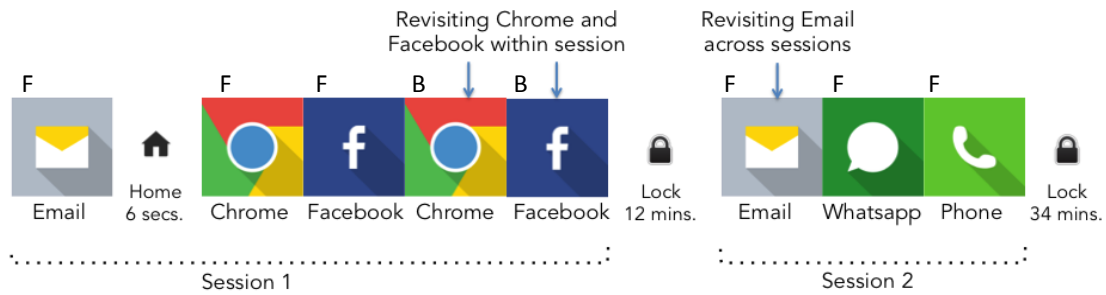 Revisiting Chrome and
Facebook within session
Revisiting Email
across sessions
F
F
F
B
B
F
F
F
Email
Home
6 secs.
Chrome
Facebook
Chrome
Facebook
Lock
12 mins.
Email
Whatsapp
Phone
Lock
34 mins.
Session 1
Session 2